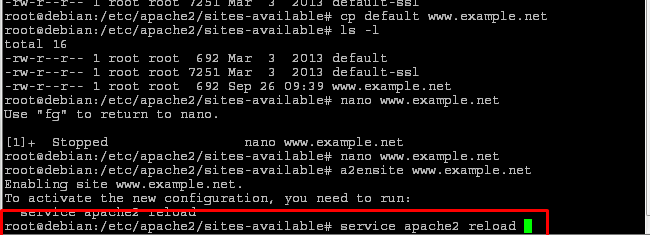 -rw-r--r-- 1 root root 7251 Mar  3  2013 default-ssl
root@debian:/etc/apache2/sites-available# cp default www.example.net
root@debian:/etc/apache2/sites-available# ls -l
total 16
-rw-r--r-- 1 root root  692 Mar  3  2013 default
-rw-r--r-- 1 root root 7251 Mar  3  2013 default-ssl
-rw-r--r-- 1 root root  692 Sep 26 09:39 www.example.net
root@debian:/etc/apache2/sites-available# nano www.example.net
Use "fg" to return to nano.
[1]+  Stopped                 nano www.example.net
root@debian:/etc/apache2/sites-available# nano www.example.net
root@debian:/etc/apache2/sites-available# a2ensite www.example.net
Enabling site www.example.net.
To activate the new configuration, you need to run:
  service apache2 reload
root@debian:/etc/apache2/sites-available# service apache2 reload